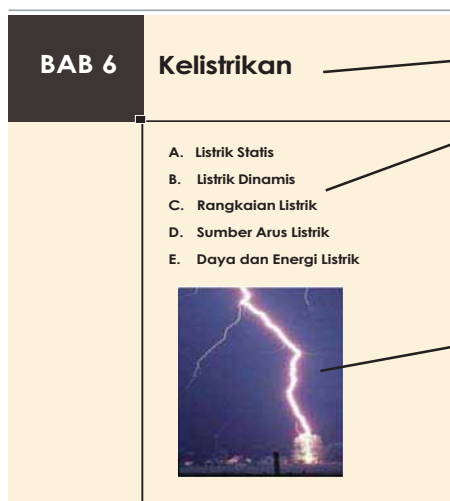 BAB 6
Kelistrikan
A. Listrik Statis
B. Listrik Dinamis
C. Rangkaian Listrik
D. Sumber Arus Listrik
E. Daya dan Energi Listrik